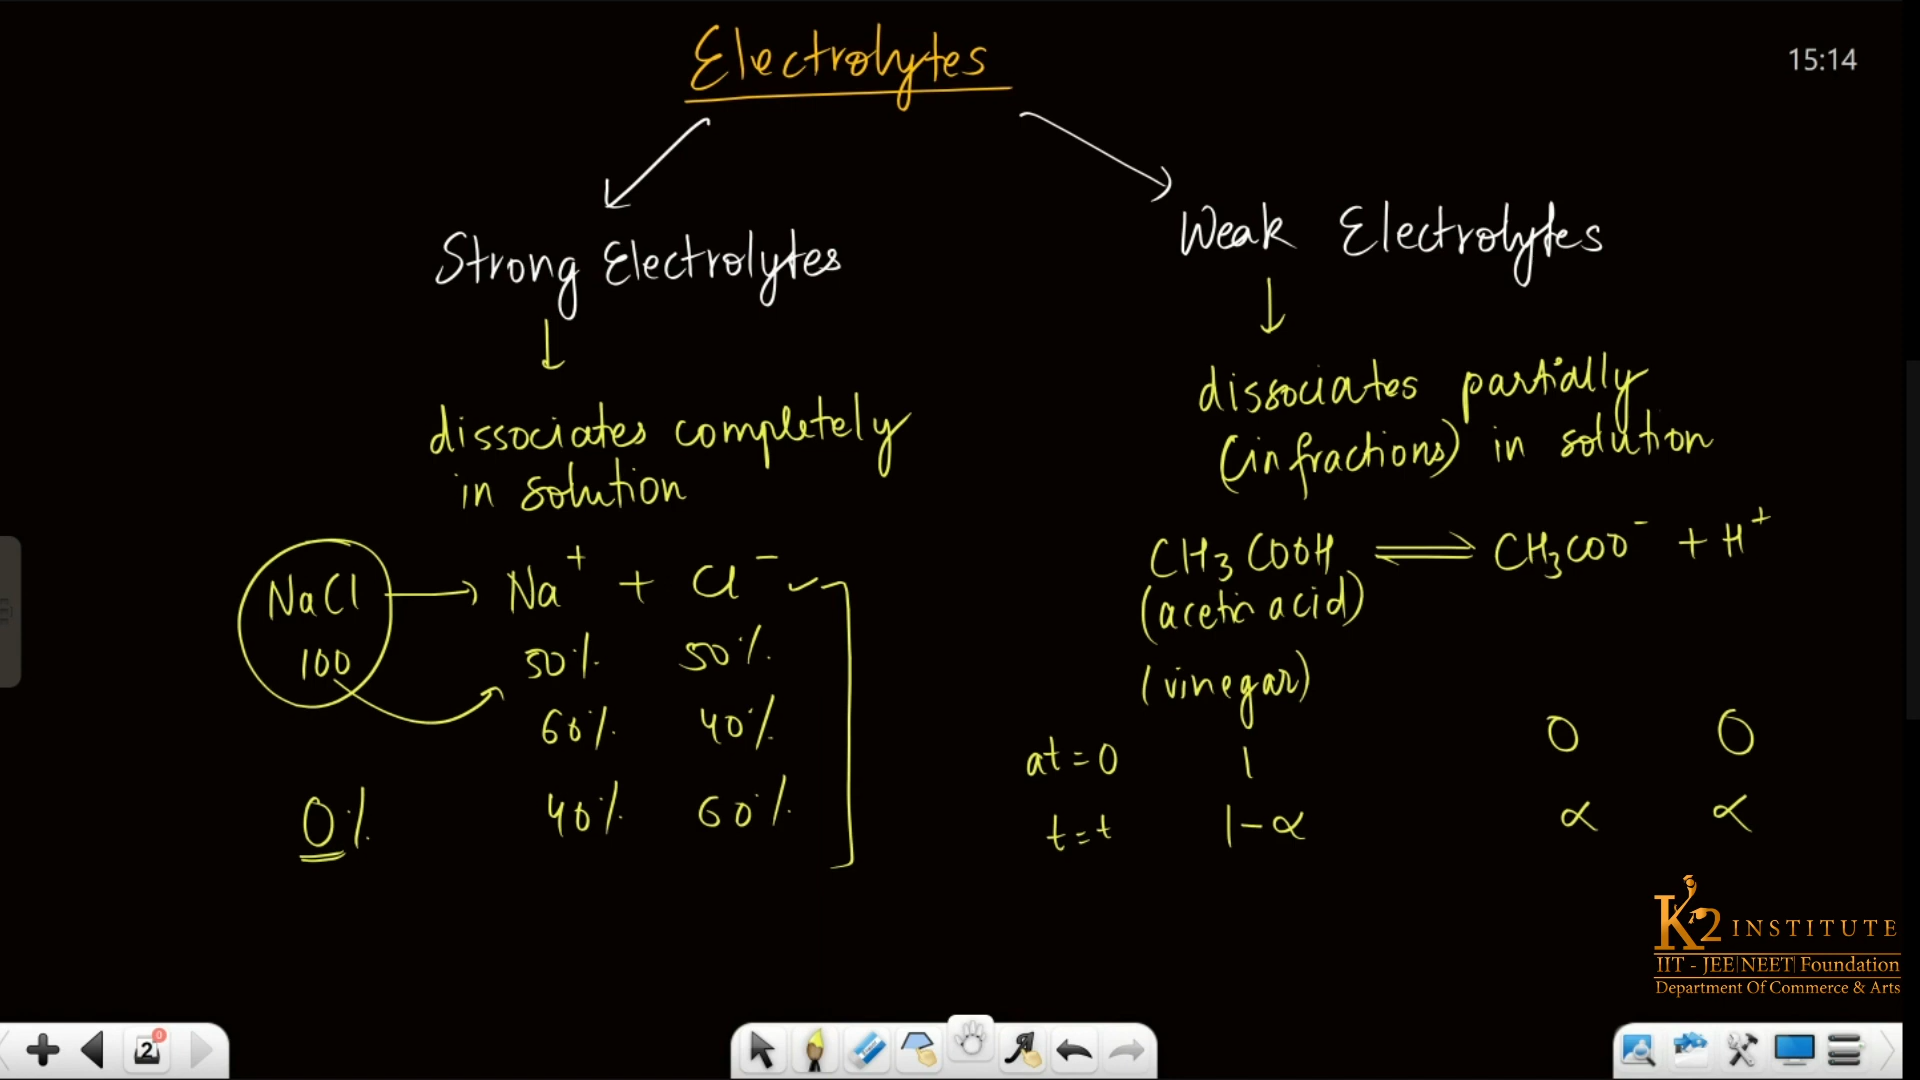 Electrolytes
15:14
Strong Electrolytes
Weak Electrolytes
dissociates completely
in solution
dissociates partially
(in fractions) in solution
NaCl → Na⁺ + Cl⁻
100 50% 50%
60% 40%
0% 40% 60%
CH₃COOH ⇌ CH₃COO⁻ + H⁺
(acetic acid)
(vinegar)
at = 0 1 0 0
t = t 1-α α α
K2 INSTITUTE
IIT - JEE|NEET| Foundation
Department Of Commerce & Arts
2
0